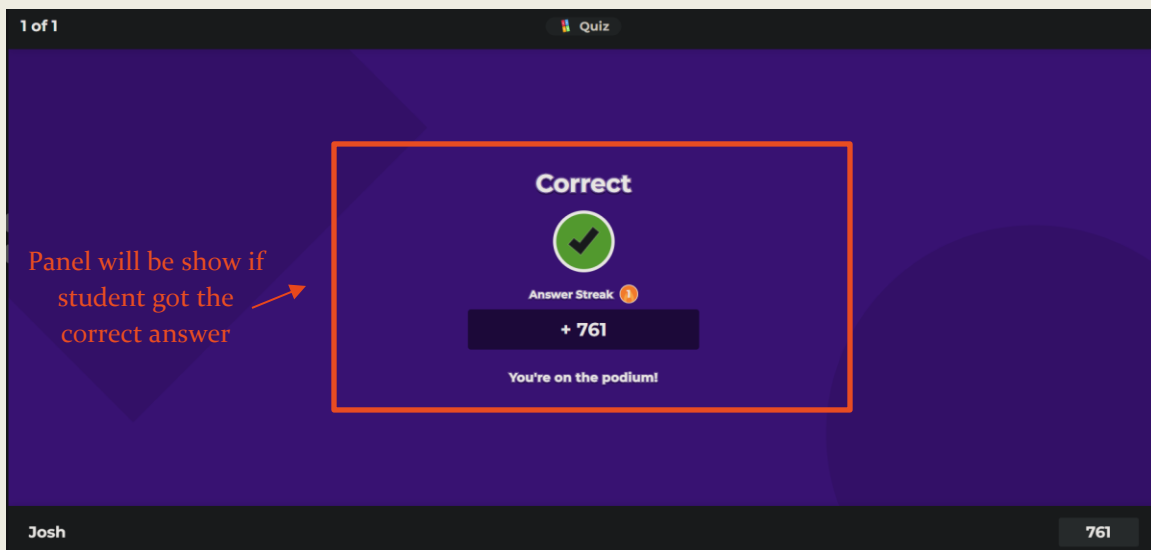 1 of 1
Quiz
Correct
Answer Streak 1
+ 761
You're on the podium!
Panel will be show if
student got the
correct answer
Josh
761